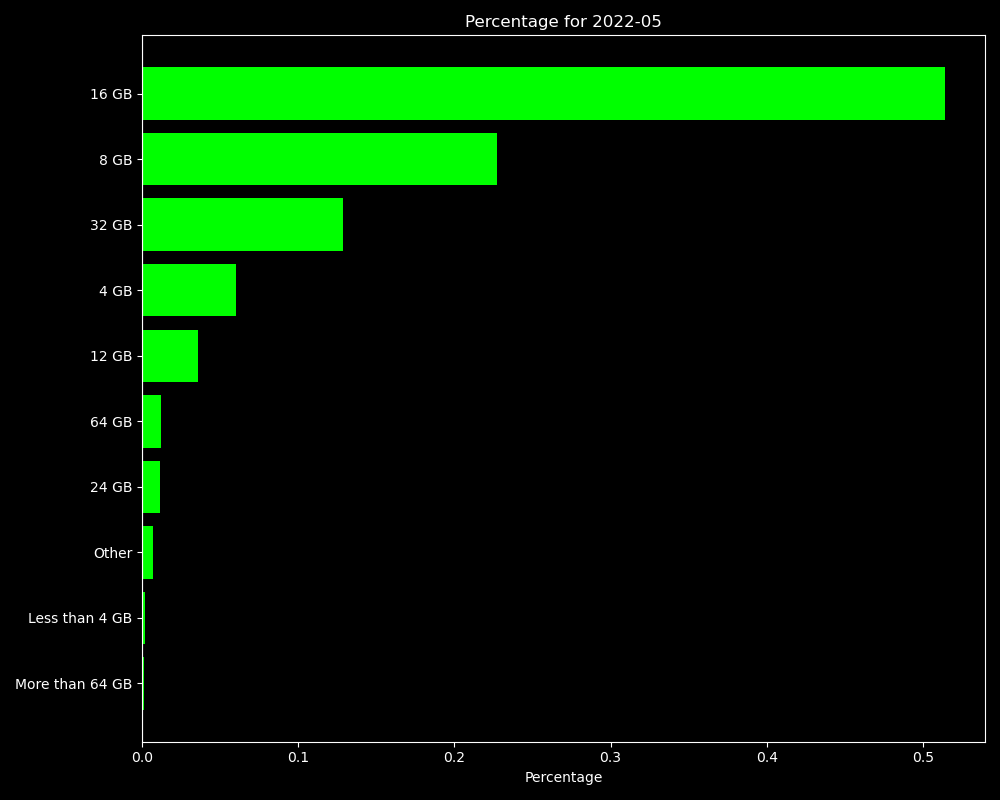 Percentage for 2022-05
16 GB
8 GB
32 GB
4 GB
12 GB
64 GB
24 GB
Other
Less than 4 GB
More than 64 GB
0.0 0.1 0.2 0.3 0.4 0.5
Percentage